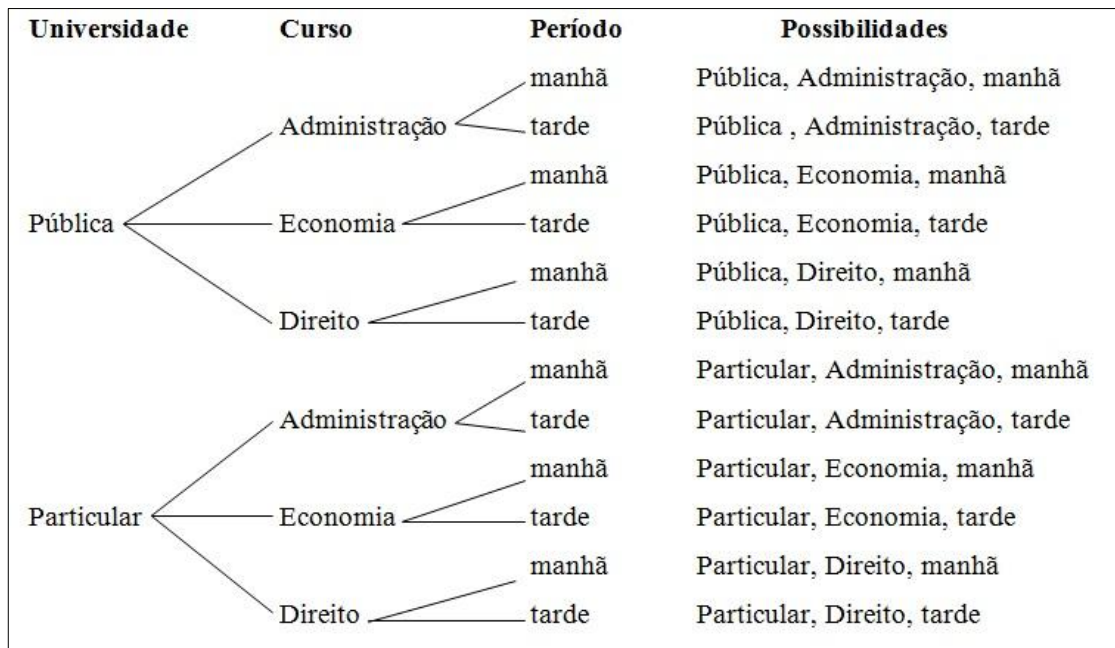 Universidade Curso Período Possibilidades
manhã Pública, Administração, manhã
Administração
tarde Pública , Administração, tarde
manhã Pública, Economia, manhã
Pública Economia tarde Pública, Economia, tarde
manhã Pública, Direito, manhã
Direito tarde Pública, Direito, tarde
manhã Particular, Administração, manhã
Administração tarde Particular, Administração, tarde
manhã Particular, Economia, manhã
Particular Economia tarde Particular, Economia, tarde
manhã Particular, Direito, manhã
Direito tarde Particular, Direito, tarde